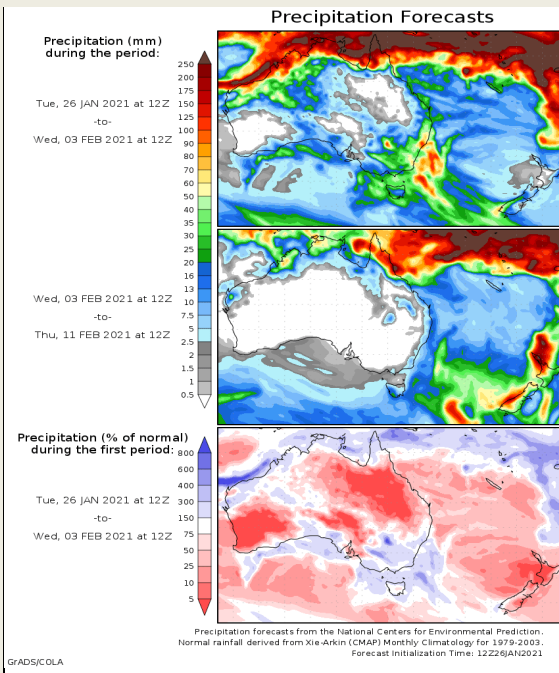 Precipitation Forecasts
Precipitation (mm)
during the period:
Tue, 26 JAN 2021 at 12Z
-to-
Wed, 03 FEB 2021 at 12Z
250
200
175
150
125
100
90
80
70
60
50
40
35
30
25
20
16
13
10
7.5
5
2.5
2
1.5
1
0.5
Wed, 03 FEB 2021 at 12Z
-to-
Thu, 11 FEB 2021 at 12Z
Precipitation (% of normal)
during the first period:
Tue, 26 JAN 2021 at 12Z
-to-
Wed, 03 FEB 2021 at 12Z
800
600
400
300
150
75
50
25
10
5
Precipitation forecasts from the National Centers for Environmental Prediction.
Normal rainfall derived from Xie-Arkin (CMAP) Monthly Climatology for 1979-2003.
Forecast Initialization Time: 12Z26JAN2021
GrADS/COLA